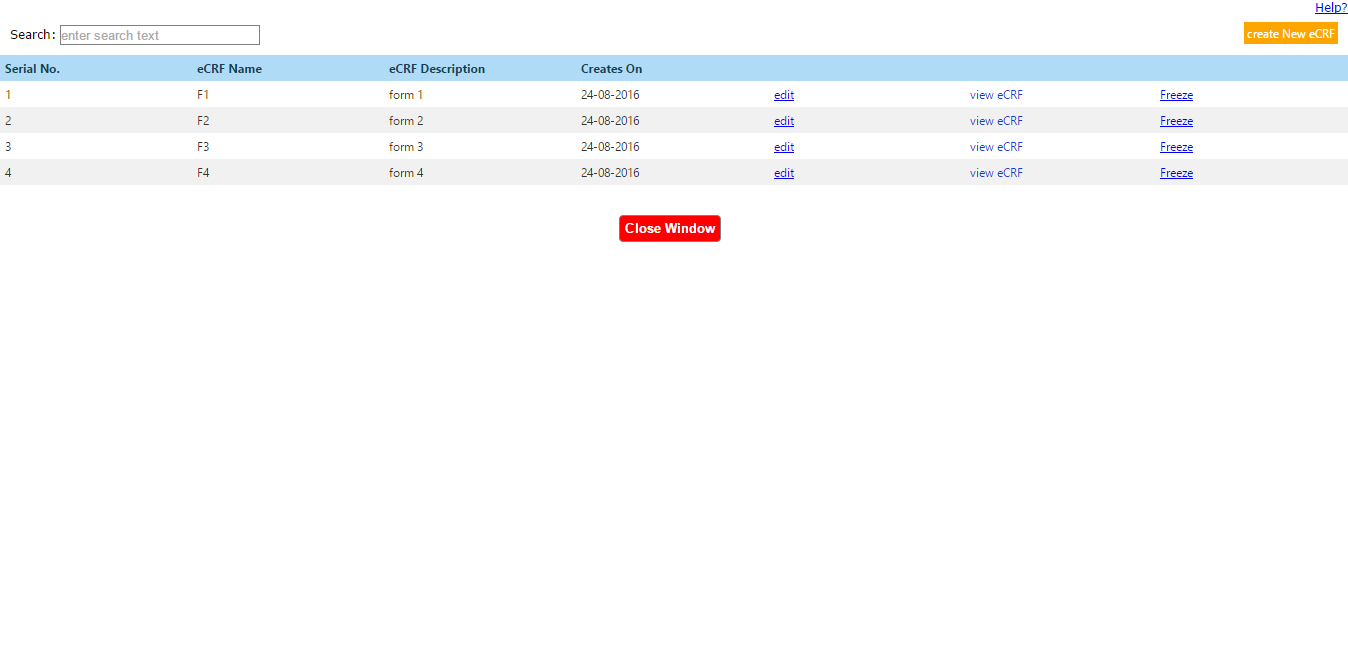 Help?
Search: enter search text create New eCRF
Serial No. eCRF Name eCRF Description Creates On
1 F1 form 1 24-08-2016 edit view eCRF Freeze
2 F2 form 2 24-08-2016 edit view eCRF Freeze
3 F3 form 3 24-08-2016 edit view eCRF Freeze
4 F4 form 4 24-08-2016 edit view eCRF Freeze
Close Window